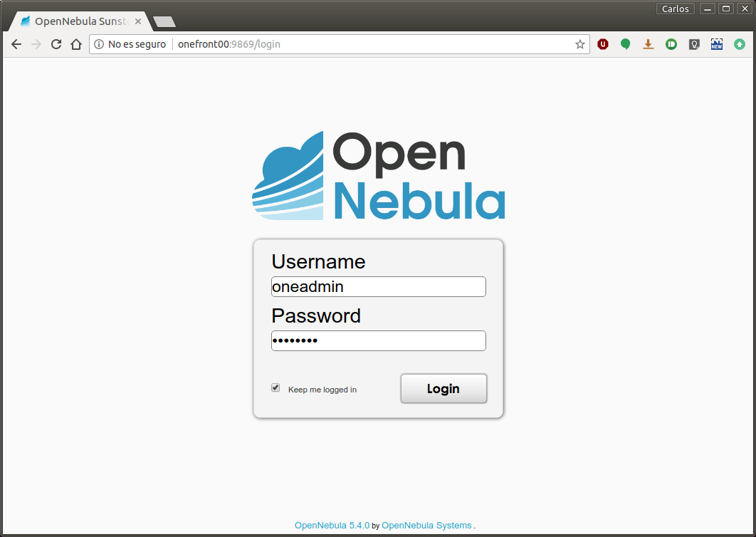 Carlos
OpenNebula Sunst
No es seguro onefront00:9869/login
Open
Nebula
Username
oneadmin
Password
••••••••
Keep me logged in
Login
OpenNebula 5.4.0 by OpenNebula Systems .